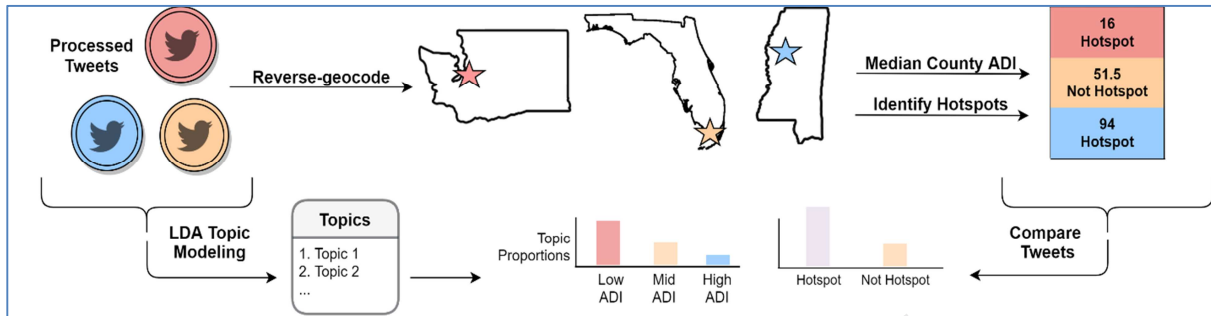 Processed
Tweets
Reverse-geocode
Median County ADI
Identify Hotspots
16
Hotspot
51.5
Not Hotspot
94
Hotspot
LDA Topic
Modeling
Topics
1. Topic 1
2. Topic 2
...
Topic
Proportions
Low
ADI
Mid
ADI
High
ADI
Hotspot
Not Hotspot
Compare
Tweets